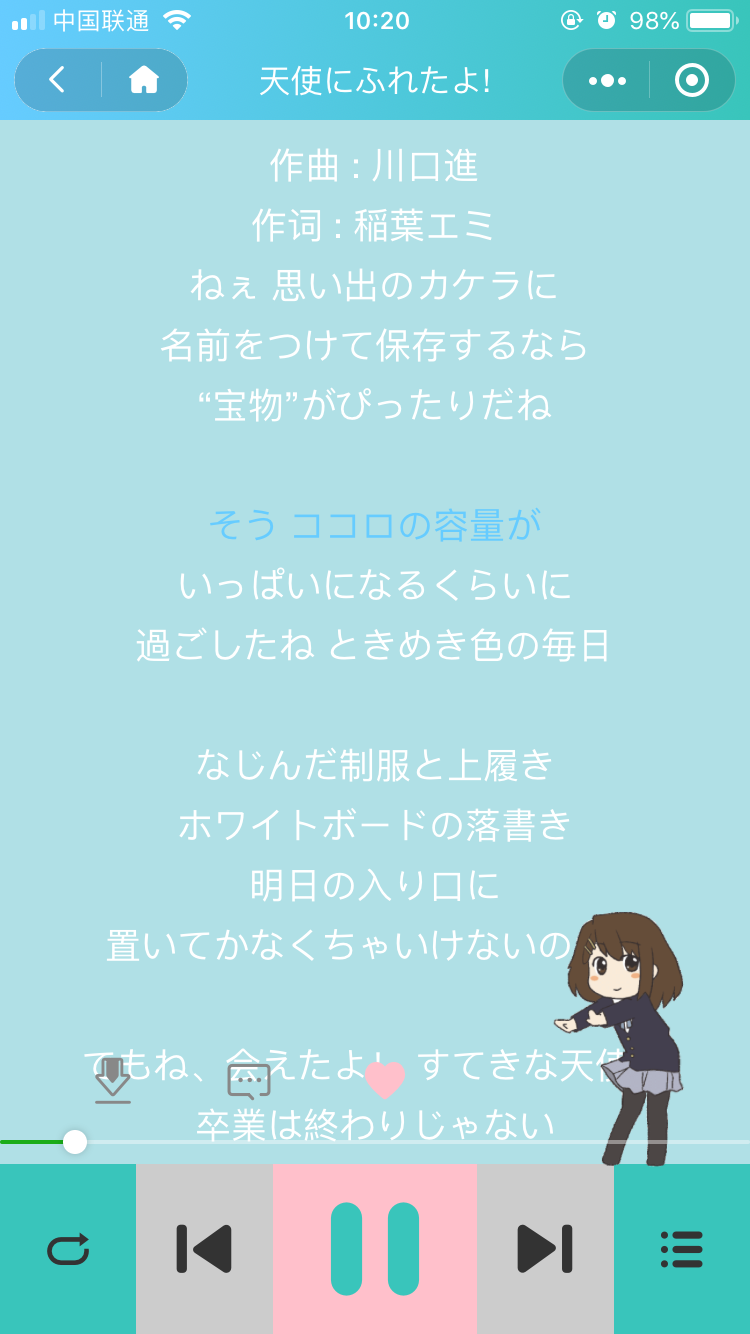 中国联通 10:20 98%
天使にふれたよ!
作曲 : 川口進
作词 : 稲葉エミ
ねぇ 思い出のカケラに
名前をつけて保存するなら
“宝物”がぴったりだね
そう ココロの容量が
いっぱいになるくらいに
過ごしたね ときめき色の毎日
なじんだ制服と上履き
ホワイトボードの落書き
明日の入り口に
置いてかなくちゃいけないの
でもね、会えたよ! すてきな天使
卒業は終わりじゃない